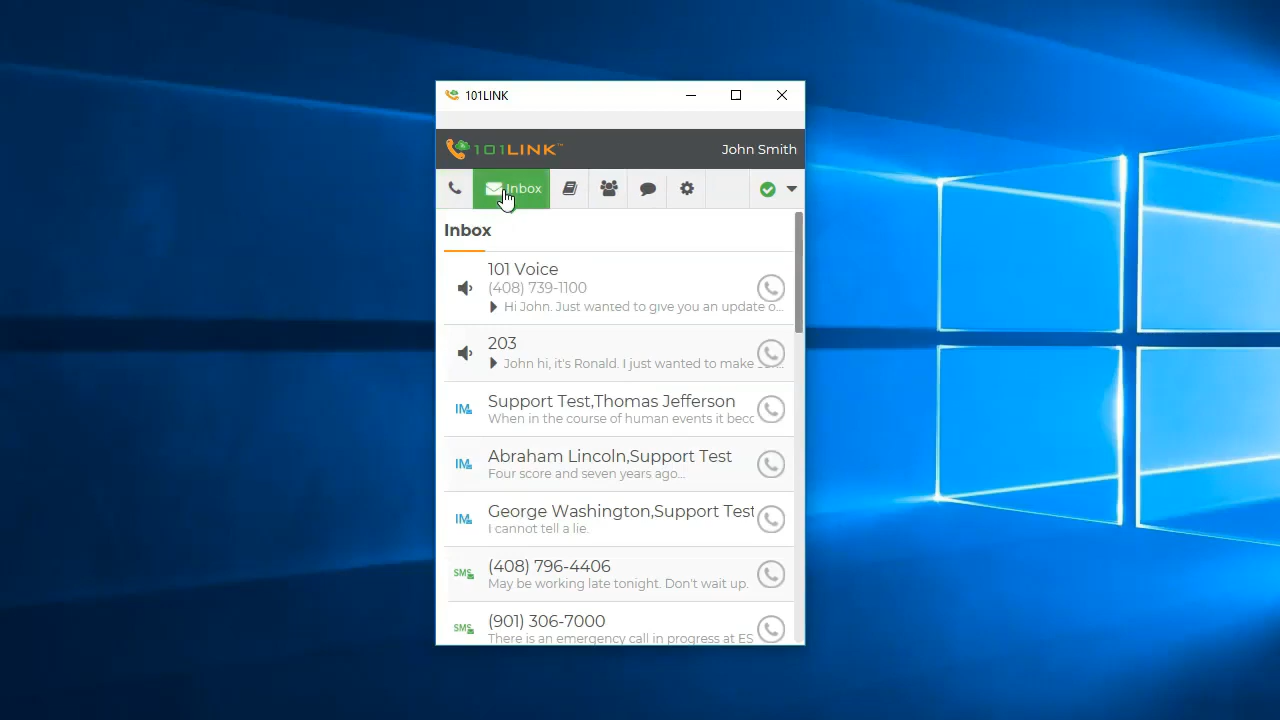 101LINK
101LINK™
John Smith
Inbox
Inbox
101 Voice
(408) 739-1100
Hi John. Just wanted to give you an update o...
203
John hi, it's Ronald. I just wanted to make
Support Test,Thomas Jefferson
IM
When in the course of human events it bec
Abraham Lincoln,Support Test
IM
Four score and seven years ago...
George Washington,Support Test
IM
I cannot tell a lie.
(408) 796-4406
SMS
May be working late tonight. Don't wait up.
(901) 306-7000
SMS
There is an emergency call in progress at ES